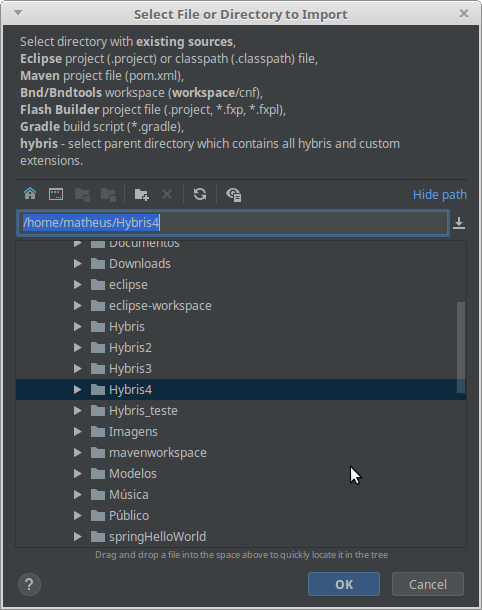 Select File or Directory to Import
Select directory with existing sources,
Eclipse project (.project) or classpath (.classpath) file,
Maven project file (pom.xml),
Bnd/Bndtools workspace (workspace/cnf),
Flash Builder project file (.project, *.fxp, *.fxpl),
Gradle build script (*.gradle),
hybris - select parent directory which contains all hybris and custom
extensions.
Hide path
/home/matheus/Hybris4
Documentos
Downloads
eclipse
eclipse-workspace
Hybris
Hybris2
Hybris3
Hybris4
Hybris_teste
Imagens
mavenworkspace
Modelos
Música
Público
springHelloWorld
Drag and drop a file into the space above to quickly locate it in the tree
?
OK
Cancel